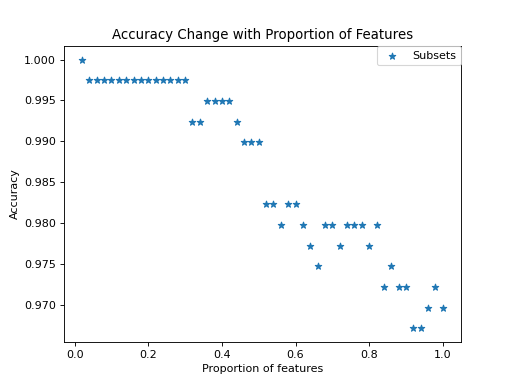 Accuracy Change with Proportion of Features
Subsets
1.000
0.995
0.990
0.985
0.980
0.975
0.970
Accuracy
0.0 0.2 0.4 0.6 0.8 1.0
Proportion of features